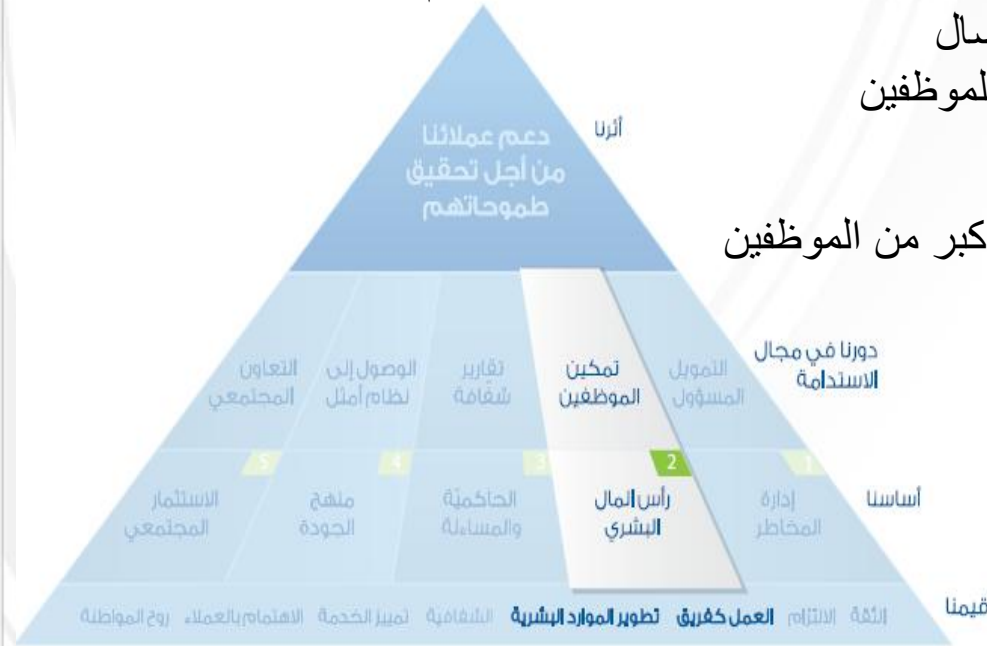 سال
لموظفين
أثرنا
دعم عملائنا
من أجل تحقيق
طموحاتهم
كبر من الموظفين
دورنا في مجال
الاستدامة
التمويل
المسؤول
تمكين
الموظفين
تقارير
شفافة
الوصول إلى
نظام أمثل
التعاون
المجتمعي
أساسنا
1
إدارة
المخاطر
2
رأس المال
البشري
3
الحاكميّة
والمساءلة
4
منهج
الجودة
5
الاستثمار
المجتمعي
قيمنا
الثقة الالتزام العمل كفريق تطوير الموارد البشرية الشفافية تمييز الخدمة الاهتمام بالعملاء روح المواطنة